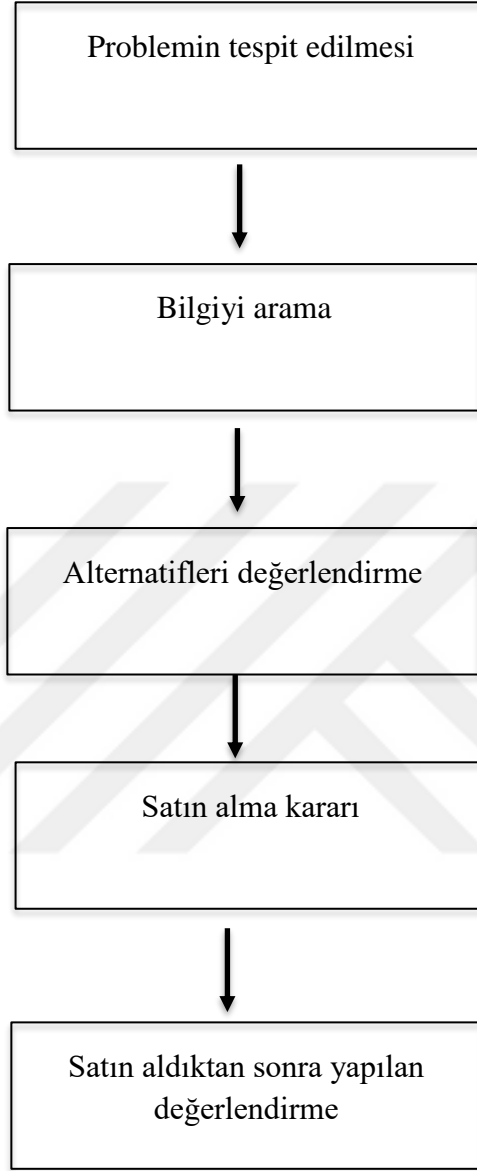 Problemin tespit edilmesi
Bilgiyi arama
Alternatifleri değerlendirme
Satın alma kararı
Satın aldıktan sonra yapılan
değerlendirme